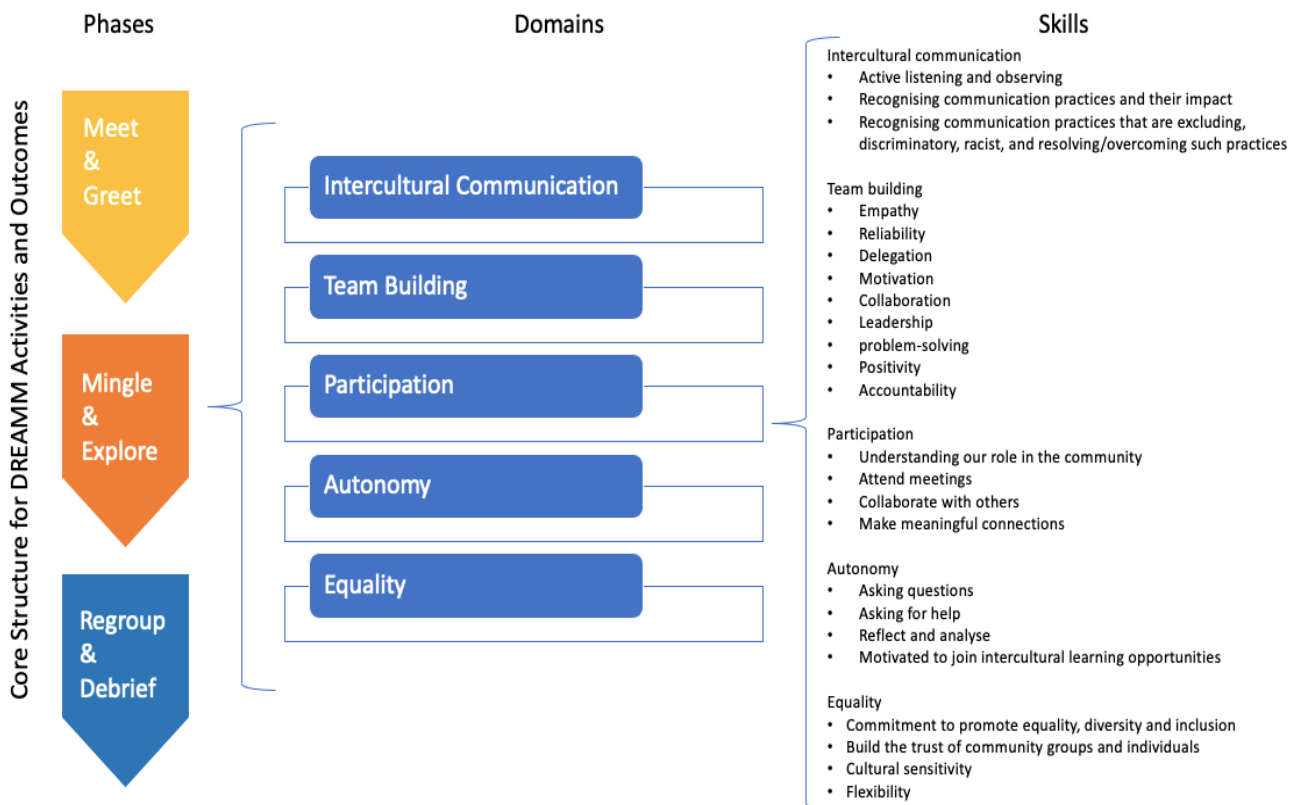 Phases
Domains
Skills
Core Structure for DREAMM Activities and Outcomes
Meet
&
Greet
Mingle
&
Explore
Regroup
&
Debrief
Intercultural Communication
Team Building
Participation
Autonomy
Equality
Intercultural communication
• Active listening and observing
• Recognising communication practices and their impact
• Recognising communication practices that are excluding,
discriminatory, racist, and resolving/overcoming such practices
Team building
• Empathy
• Reliability
• Delegation
• Motivation
• Collaboration
• Leadership
• problem-solving
• Positivity
• Accountability
Participation
• Understanding our role in the community
• Attend meetings
• Collaborate with others
• Make meaningful connections
Autonomy
• Asking questions
• Asking for help
• Reflect and analyse
• Motivated to join intercultural learning opportunities
Equality
• Commitment to promote equality, diversity and inclusion
• Build the trust of community groups and individuals
• Cultural sensitivity
• Flexibility